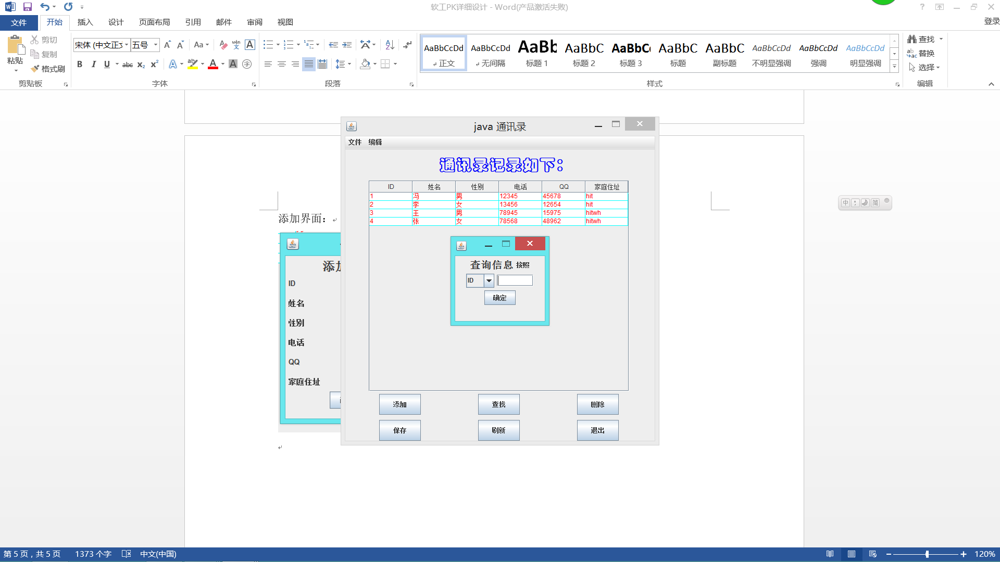 软工PK详细设计 - Word(产品激活失败)
文件 开始 插入 设计 页面布局 引用 邮件 审阅 视图 登录
粘贴 剪切 复制 格式刷
宋体 (中文正文 五号
AaBbCcDd AaBbCcDd AaBb AaBbC AaBbC AaBbC AaBbC AaBbCcDd AaBbCcDd AaBbCcDd
正文 无间隔 标题 1 标题 2 标题 3 标题 副标题 不明显强调 强调 明显强调
查找 替换 选择
剪贴板 字体 段落 样式 编辑
java 通讯录
文件 编辑
通讯录记录如下：
ID 姓名 性别 电话 QQ 家庭住址
1 冯 男 12345 45678 hit
2 李 女 13456 12654 hit
3 王 男 78945 15975 hitwh
4 张 女 78568 48962 hitwh
查询信息 按照
ID
确定
添加 查找 删除
保存 刷新 退出
添加界面：
添加
ID
姓名
性别
电话
QQ
家庭住址
中 ; 简
第 5 页，共 5 页 1373 个字 中文(中国) 120%